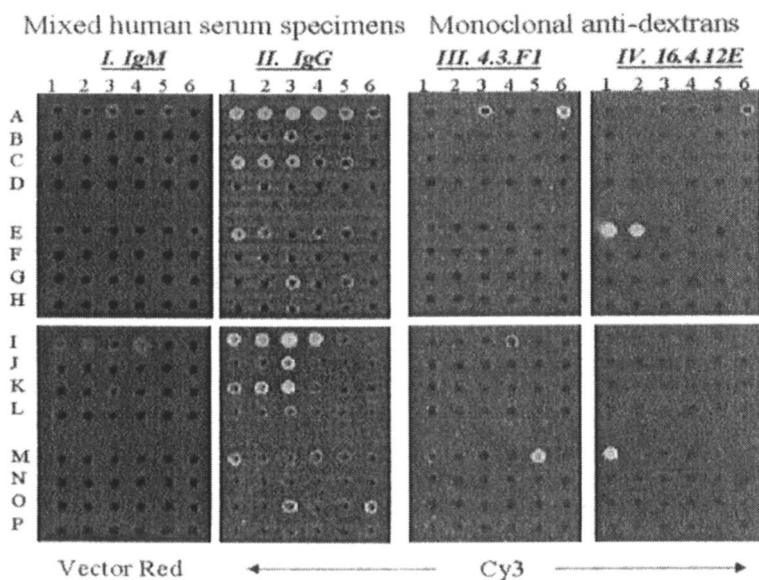 Mixed human serum specimens Monoclonal anti-dextrans
I. IgM II. IgG III. 4.3.F1 IV. 16.4.12E
1 2 3 4 5 6 1 2 3 4 5 6 1 2 3 4 5 6 1 2 3 4 5 6
A
B
C
D
E
F
G
H
I
J
K
L
M
N
O
P
Vector Red Cy3